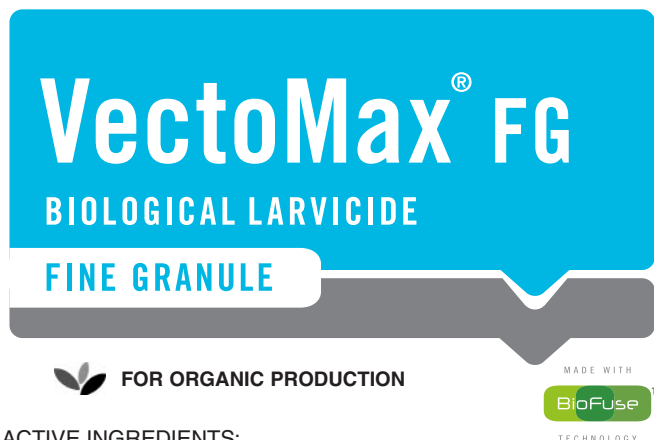 VectoMax® FG
BIOLOGICAL LARVICIDE
FINE GRANULE
FOR ORGANIC PRODUCTION
MADE WITH
BioFuse
TECHNOLOGY
ACTIVE INGREDIENTS: